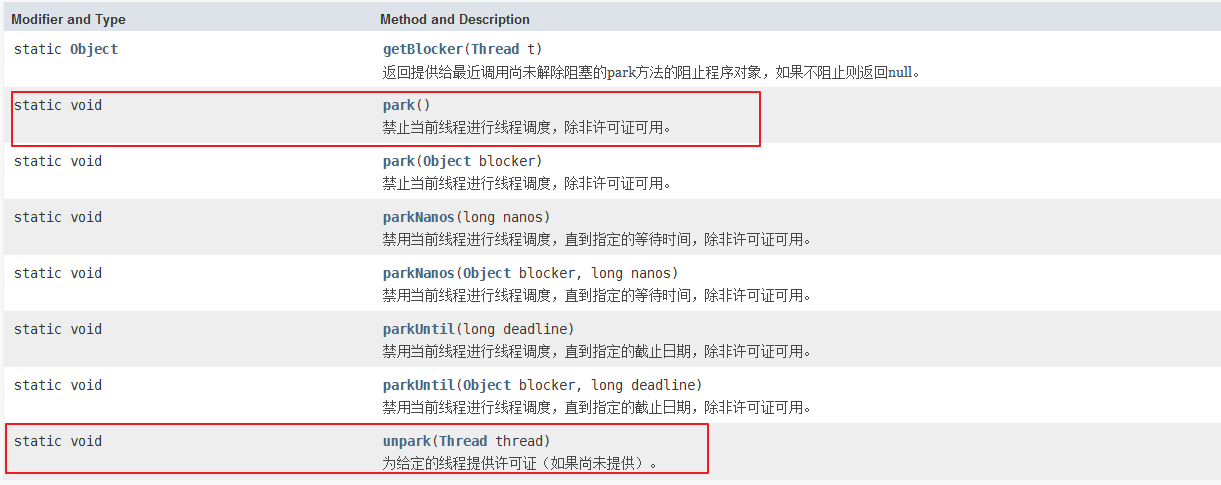 Modifier and Type Method and Description
static Object getBlocker(Thread t)
返回提供给最近调用尚未解除阻塞的park方法的阻止程序对象，如果不阻止则返回null。
static void park()
禁止当前线程进行线程调度，除非许可证可用。
static void park(Object blocker)
禁止当前线程进行线程调度，除非许可证可用。
static void parkNanos(long nanos)
禁用当前线程进行线程调度，直到指定的等待时间，除非许可证可用。
static void parkNanos(Object blocker, long nanos)
禁用当前线程进行线程调度，直到指定的等待时间，除非许可证可用。
static void parkUntil(long deadline)
禁用当前线程进行线程调度，直到指定的截止日期，除非许可证可用。
static void parkUntil(Object blocker, long deadline)
禁用当前线程进行线程调度，直到指定的截止日期，除非许可证可用。
static void unpark(Thread thread)
为给定的线程提供许可证（如果尚未提供）。